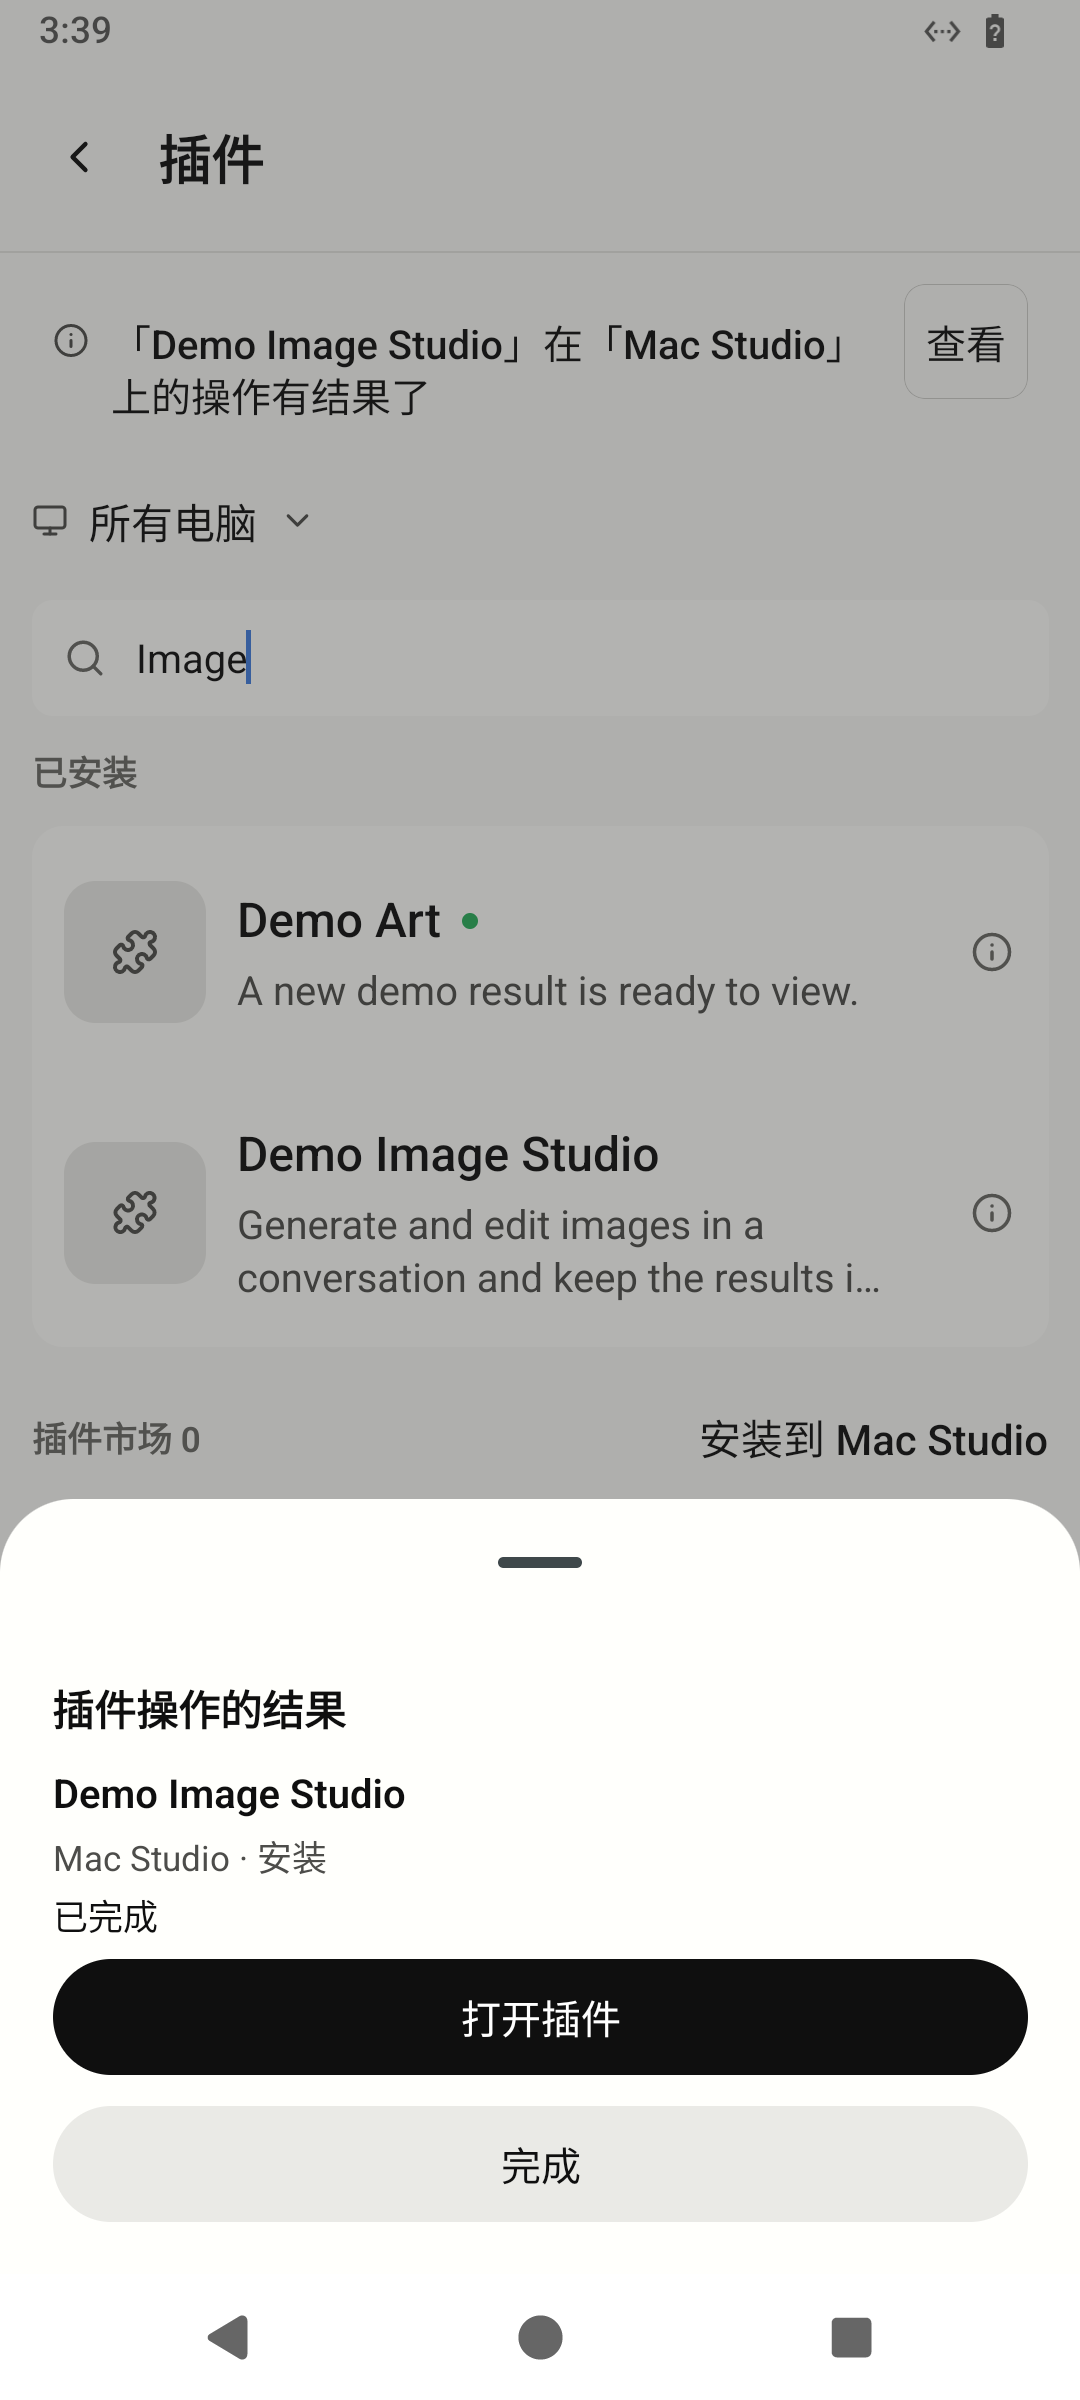 3:39
插件
「Demo Image Studio」在「Mac Studio」
上的操作有结果了
查看
所有电脑
Image
已安装
Demo Art
A new demo result is ready to view.
Demo Image Studio
Generate and edit images in a
conversation and keep the results i…
插件市场 0
安装到 Mac Studio
插件操作的结果
Demo Image Studio
Mac Studio · 安装
已完成
打开插件
完成